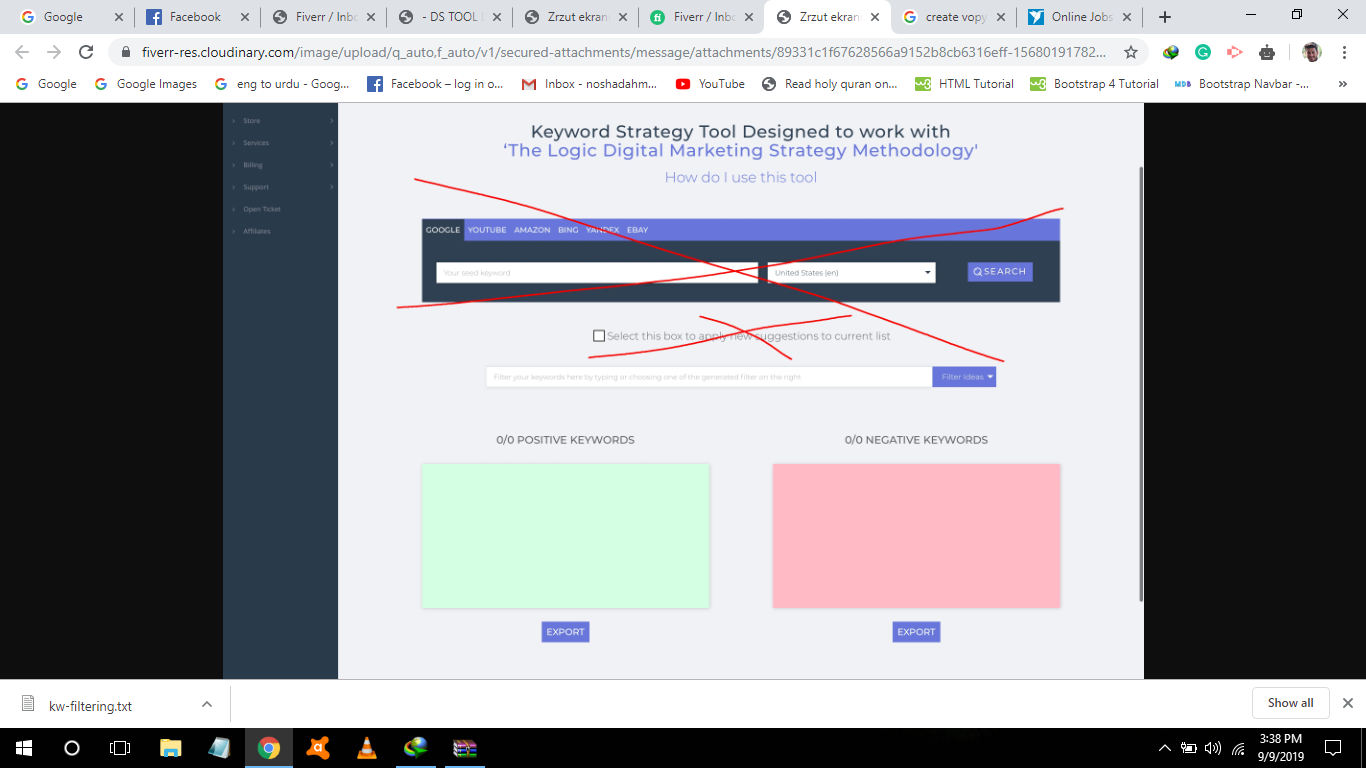 Google
Facebook
Fiverr / Inbo
- DS TOOL
Zrzut ekran
Fiverr / Inbo
Zrzut ekran
create vopy
Online Jobs
fiverr-res.cloudinary.com/image/upload/q_auto,f_auto/v1/secured-attachments/message/attachments/89331c1f67628566a9152b8cb6316eff-15680191782...
Google
Google Images
eng to urdu - Goog...
Facebook – log in o...
Inbox - noshadahm...
YouTube
Read holy quran on...
HTML Tutorial
Bootstrap 4 Tutorial
MDB Bootstrap Navbar -...
»
Store
Services
Billing
Support
Open Ticket
Affiliates
Keyword Strategy Tool Designed to work with
‘The Logic Digital Marketing Strategy Methodology'
How do I use this tool
GOOGLE YOUTUBE AMAZON BING YANDEX EBAY
Your seed keyword
United States (en)
SEARCH
Select this box to apply new suggestions to current list
Filter your keywords here by typing or choosing one of the generated filter on the right
Filter Ideas
0/0 POSITIVE KEYWORDS
0/0 NEGATIVE KEYWORDS
EXPORT
EXPORT
kw-filtering.txt
Show all
3:38 PM
9/9/2019